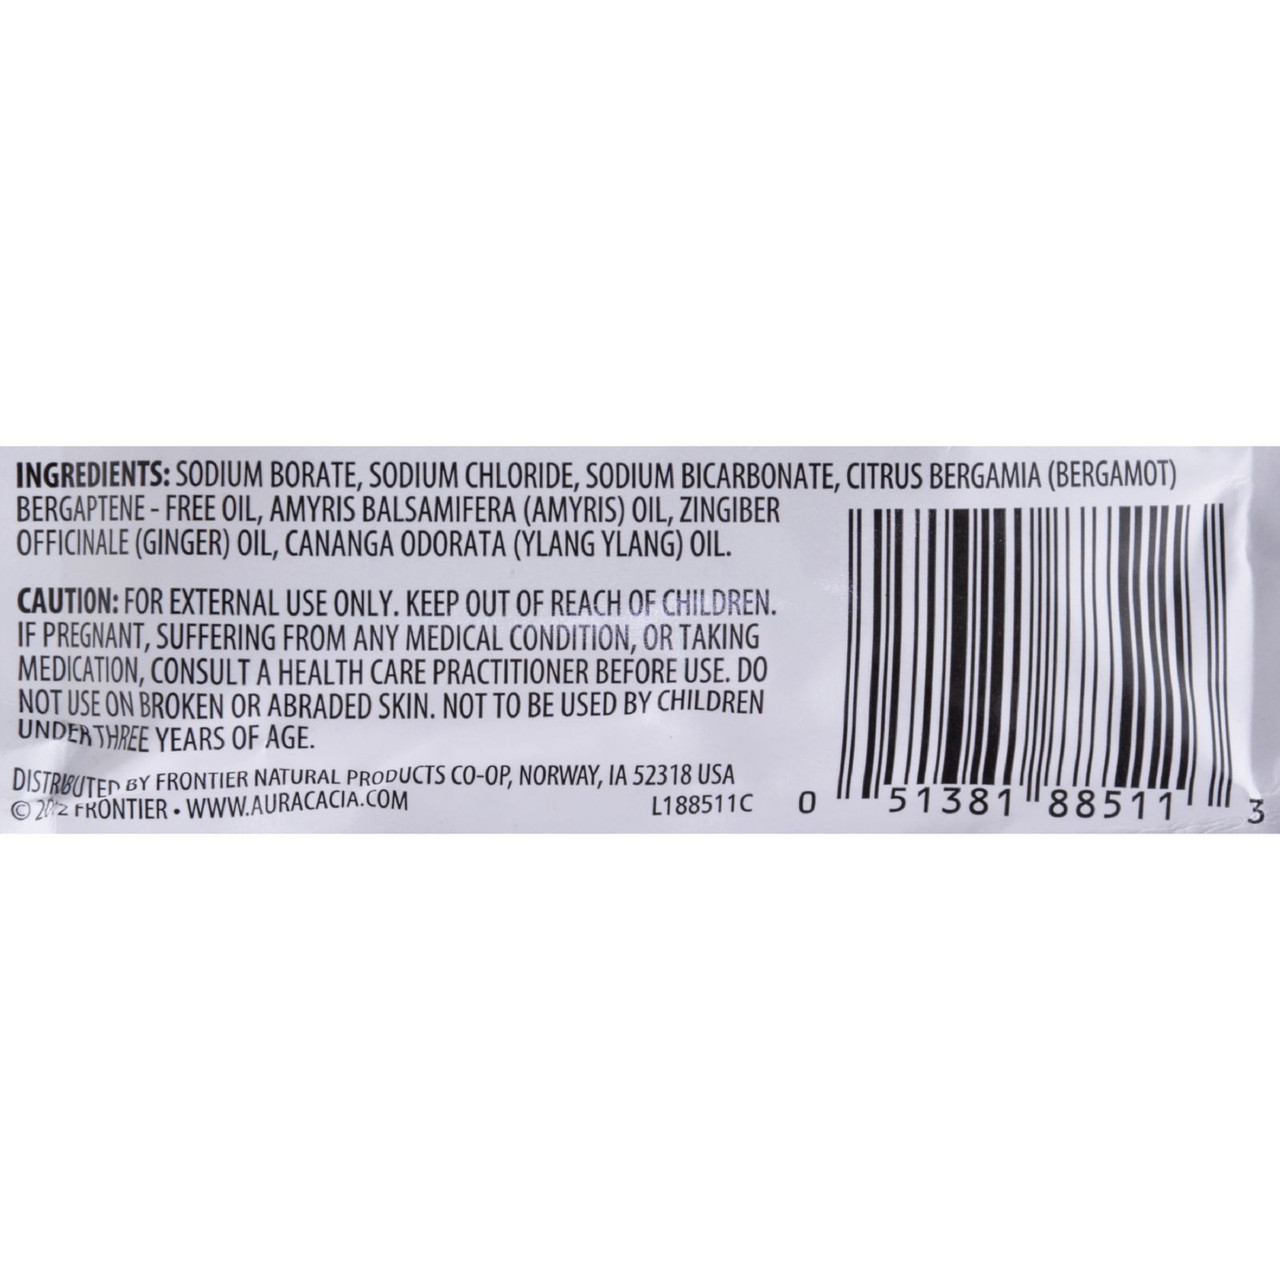 INGREDIENTS: SODIUM BORATE, SODIUM CHLORIDE, SODIUM BICARBONATE, CITRUS BERGAMIA (BERGAMOT)
BERGAPTENE - FREE OIL, AMYRIS BALSAMIFERA (AMYRIS) OIL, ZINGIBER
OFFICINALE (GINGER) OIL, CANANGA ODORATA (YLANG YLANG) OIL.
CAUTION: FOR EXTERNAL USE ONLY. KEEP OUT OF REACH OF CHILDREN.
IF PREGNANT, SUFFERING FROM ANY MEDICAL CONDITION, OR TAKING
MEDICATION, CONSULT A HEALTH CARE PRACTITIONER BEFORE USE. DO
NOT USE ON BROKEN OR ABRADED SKIN. NOT TO BE USED BY CHILDREN
UNDER THREE YEARS OF AGE.
DISTRIBUTED BY FRONTIER NATURAL PRODUCTS CO-OP, NORWAY, IA 52318 USA
© 2012 FRONTIER • WWW.AURACACIA.COM L188511C
0 51381 88511 3